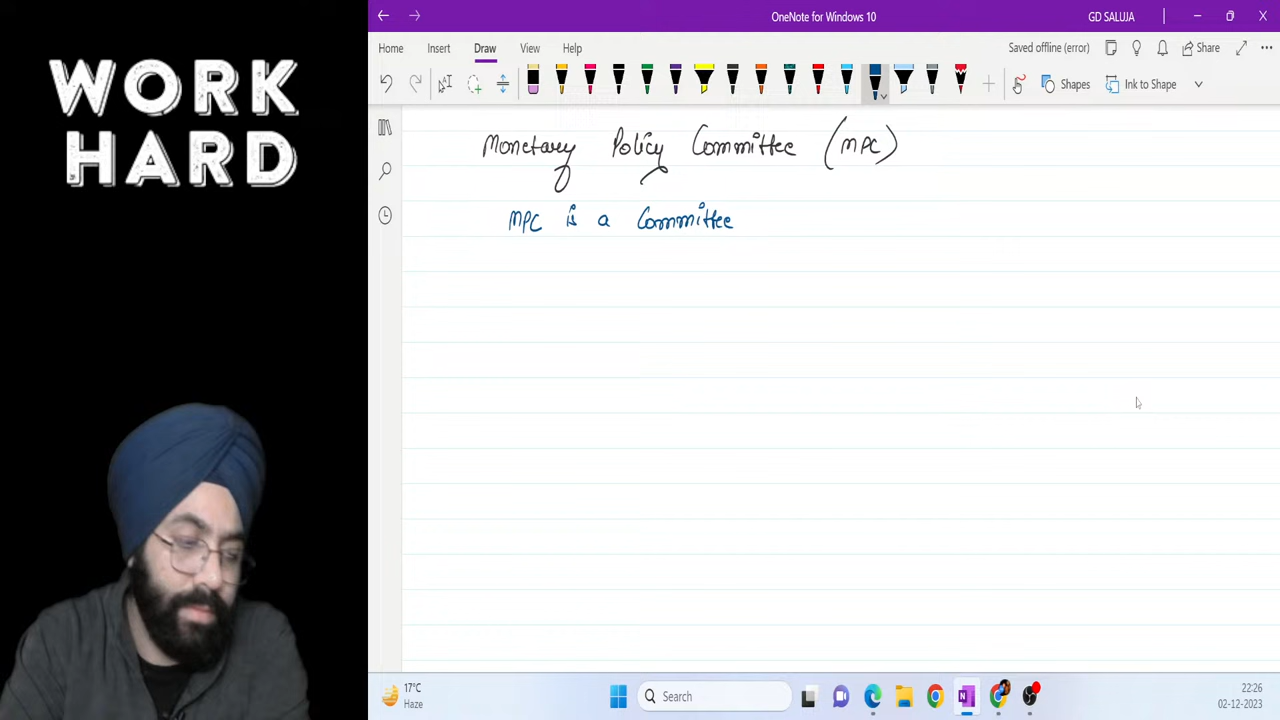 WORK
HARD
OneNote for Windows 10
GD SALUJA
Home Insert Draw View Help
Saved offline (error)
Share
Shapes
Ink to Shape
Monetary Policy Committee (MPC)
MPC is a Committee
17°C
Haze
Search
22:26
02-12-2023